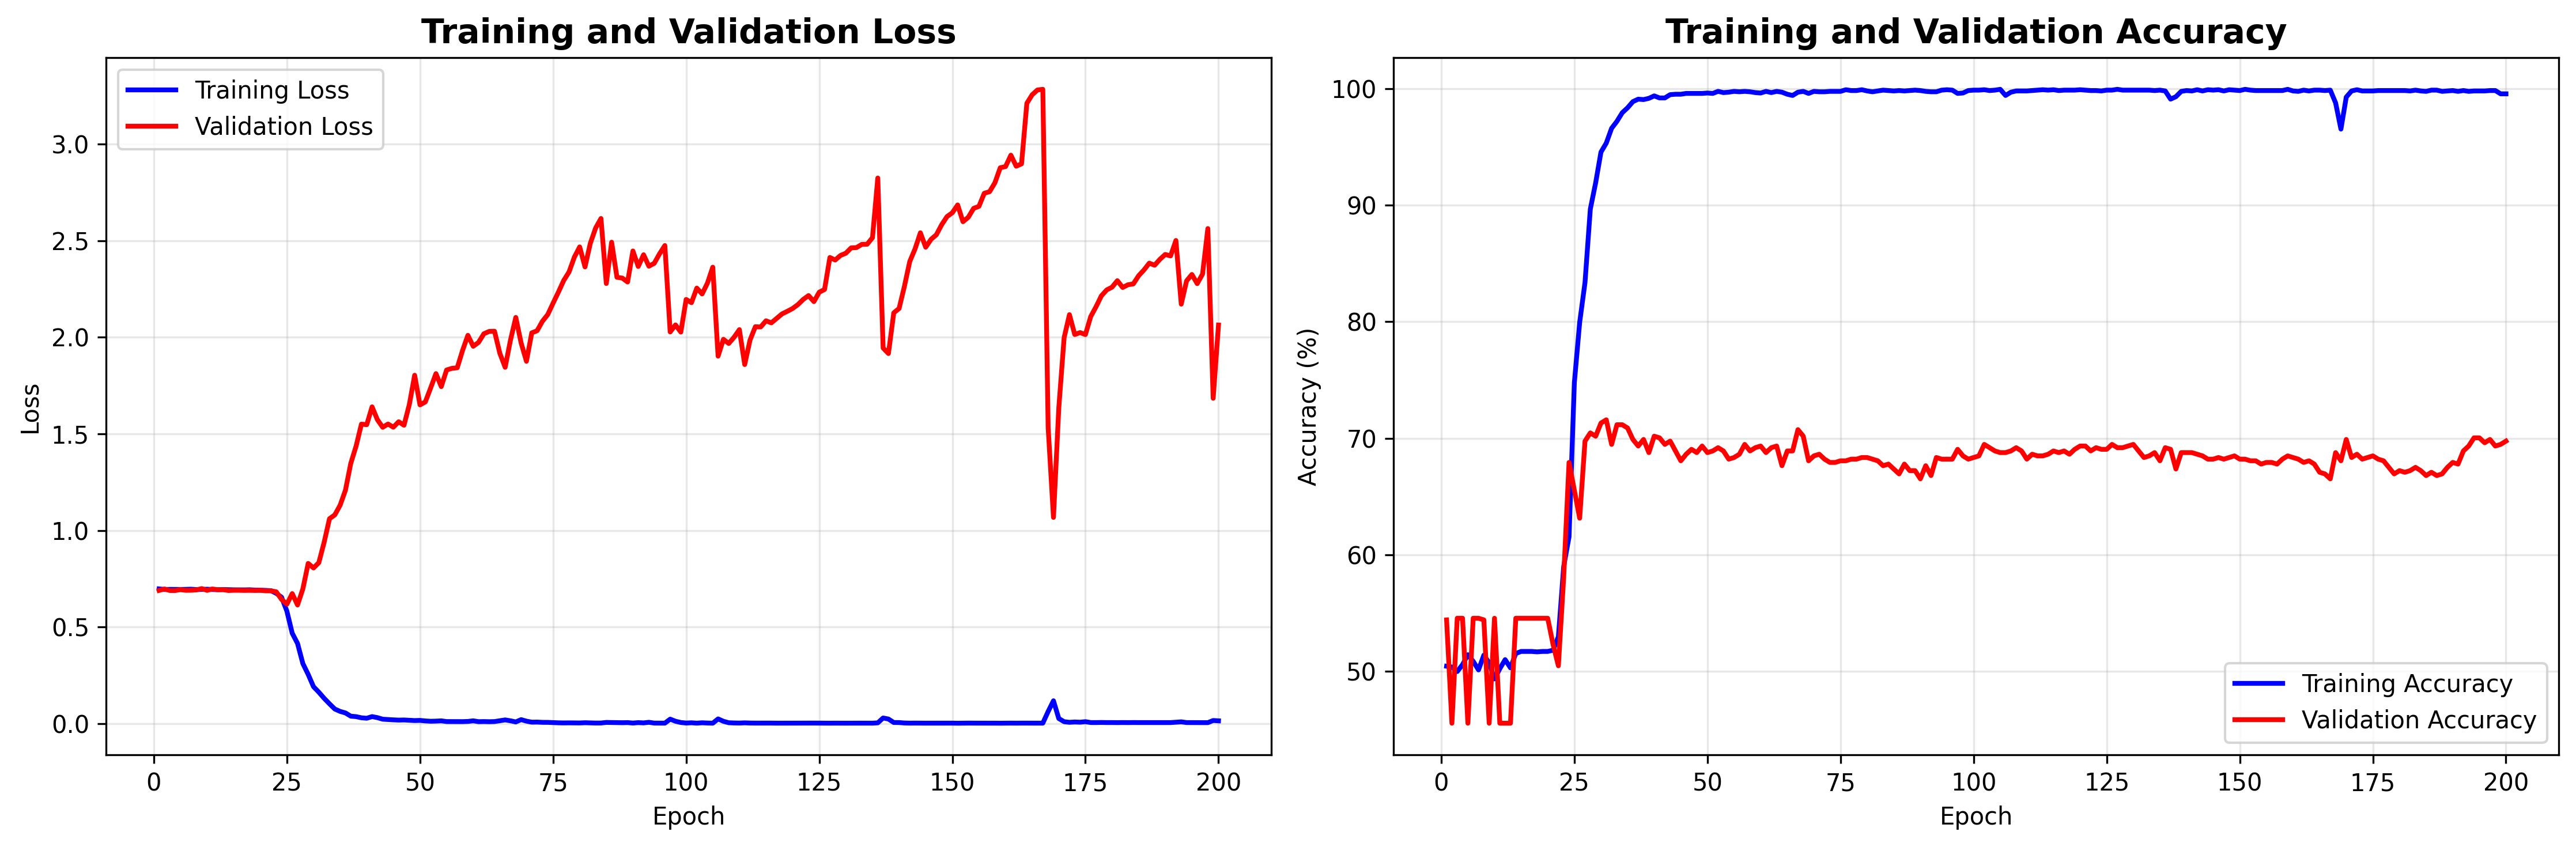 Training and Validation Loss
Training Loss
Validation Loss
3.0
2.5
2.0
1.5
1.0
0.5
0.0
Loss
0 25 50 75 100 125 150 175 200
Epoch
Training and Validation Accuracy
100
90
80
70
60
50
Accuracy (%)
Training Accuracy
Validation Accuracy
0 25 50 75 100 125 150 175 200
Epoch